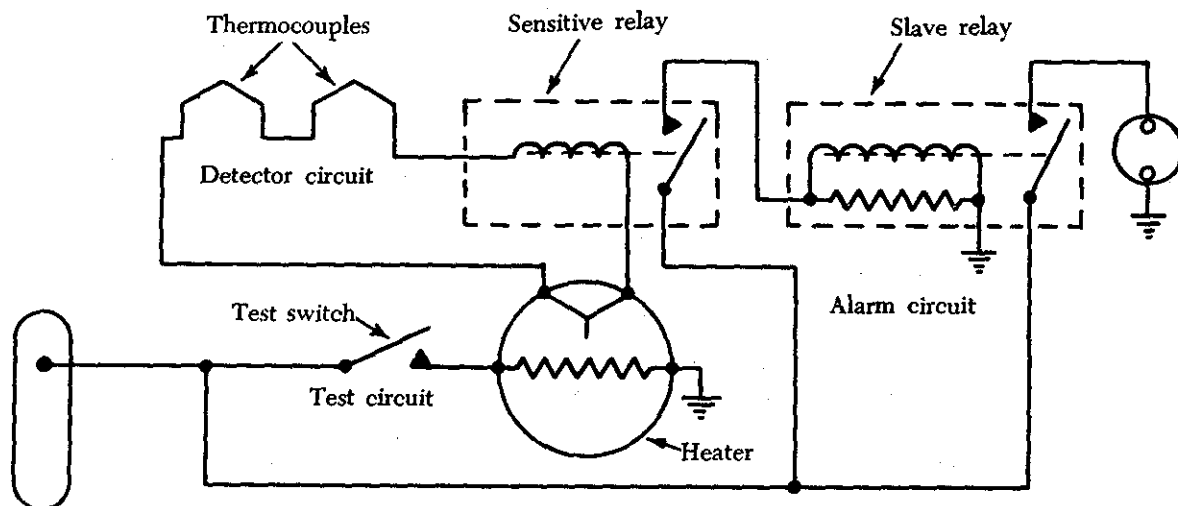 Thermocouples
Sensitive relay
Slave relay
Detector circuit
Alarm circuit
Test switch
Test circuit
Heater